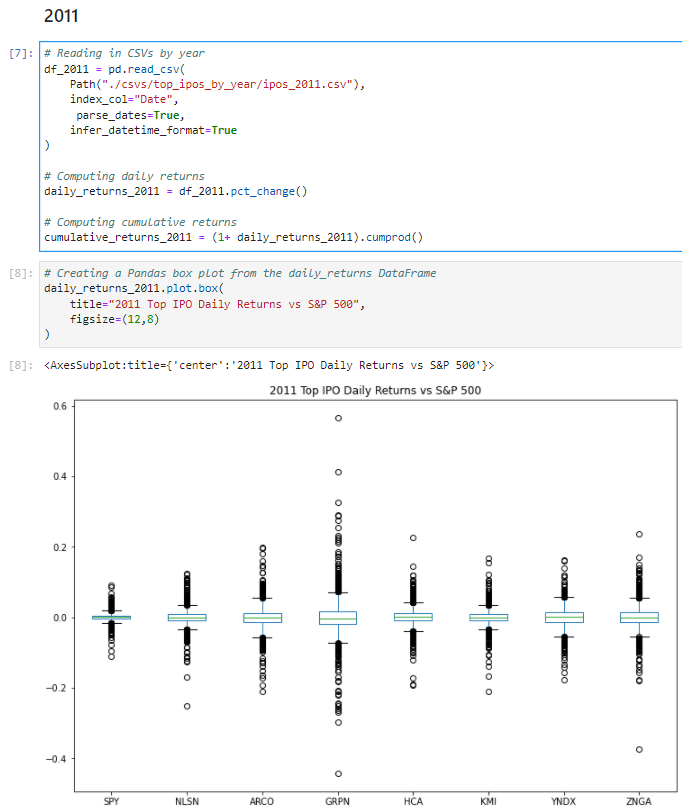 2011
[7]:
# Reading in CSVs by year
df_2011 = pd.read_csv(
    Path("./csvs/top_ipos_by_year/ipos_2011.csv"),
    index_col="Date",
     parse_dates=True,
    infer_datetime_format=True
)
# Computing daily returns
daily_returns_2011 = df_2011.pct_change()
# Computing cumulative returns
cumulative_returns_2011 = (1+ daily_returns_2011).cumprod()
[8]:
# Creating a Pandas box plot from the daily_returns DataFrame
daily_returns_2011.plot.box(
    title="2011 Top IPO Daily Returns vs S&P 500",
    figsize=(12,8)
)
[8]:
<AxesSubplot:title={'center':'2011 Top IPO Daily Returns vs S&P 500'}>
2011 Top IPO Daily Returns vs S&P 500
0.6
0.4
0.2
0.0
−0.2
−0.4
SPY NLSN ARCO GRPN HCA KMI YNDX ZNGA